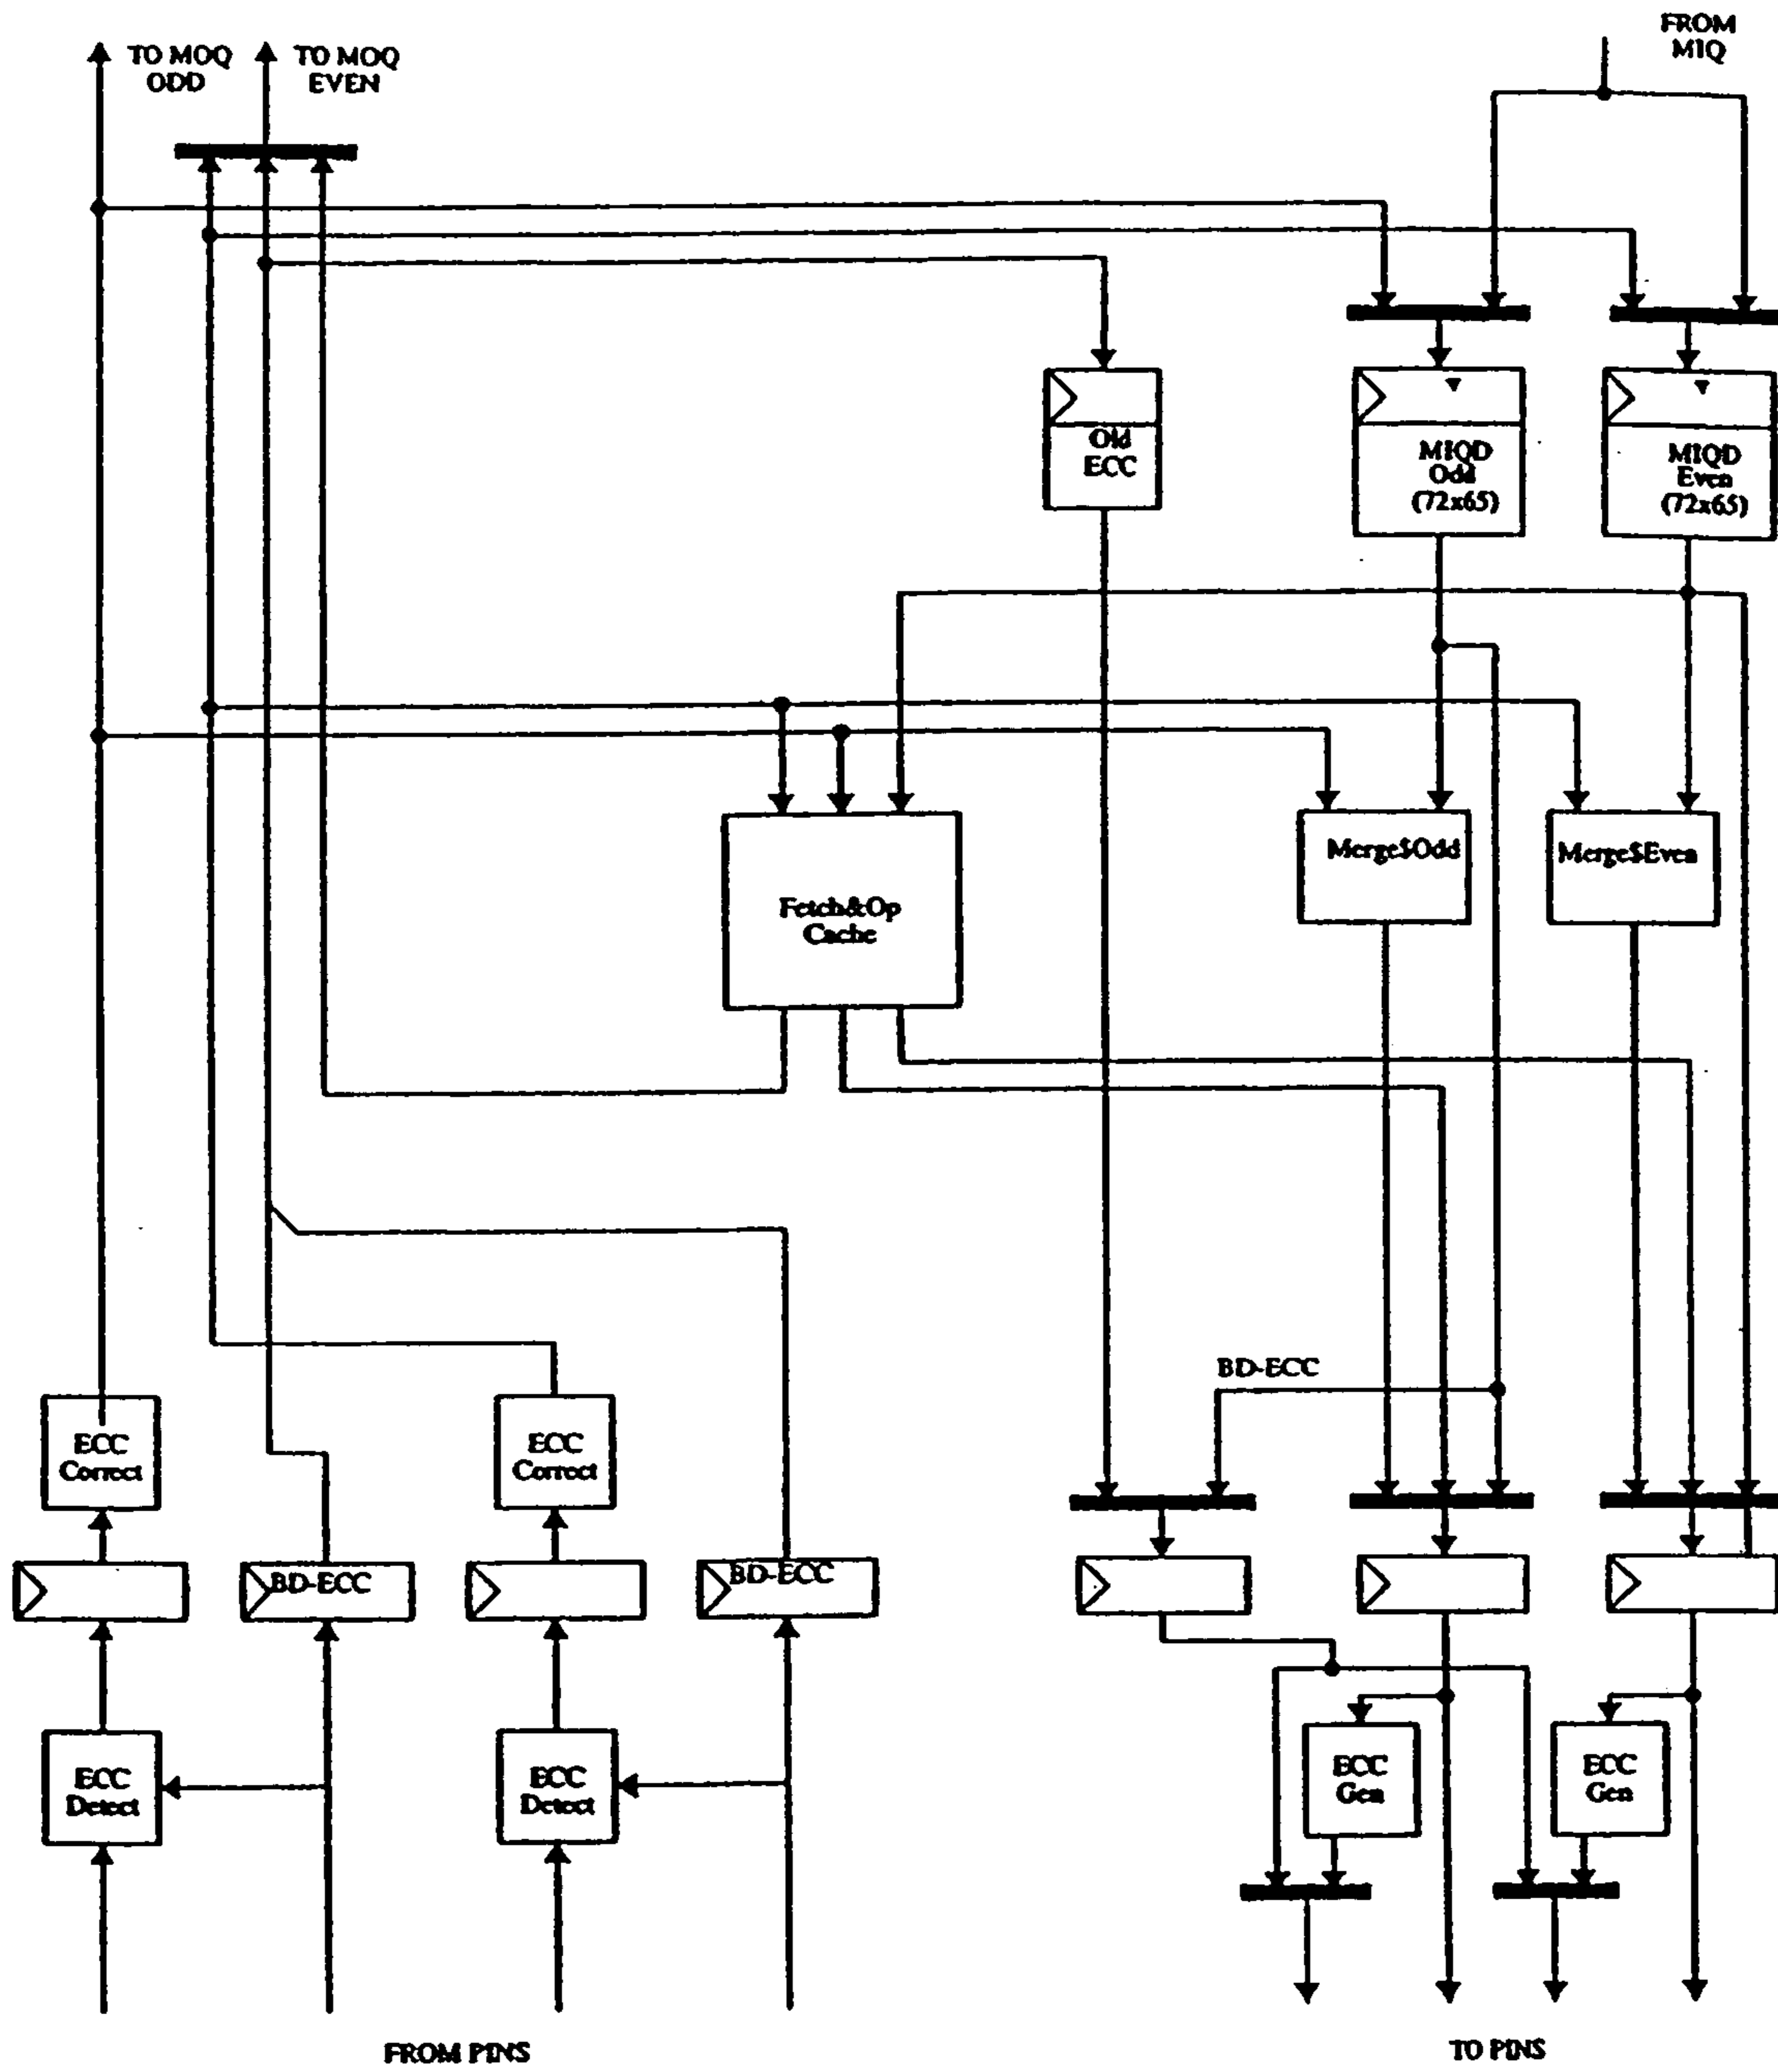 TO MOQ
ODD
TO MOQ
EVEN
FROM
MIQ
Old
ECC
MIQD
Odd
(72x65)
MIQD
Even
(72x65)
Fetch&Op
Cache
Merge$Odd
Merge$Even
BD-ECC
ECC
Correct
ECC
Correct
BD-ECC
BD-ECC
ECC
Detect
ECC
Detect
ECC
Gen
ECC
Gen
FROM PINS
TO PINS